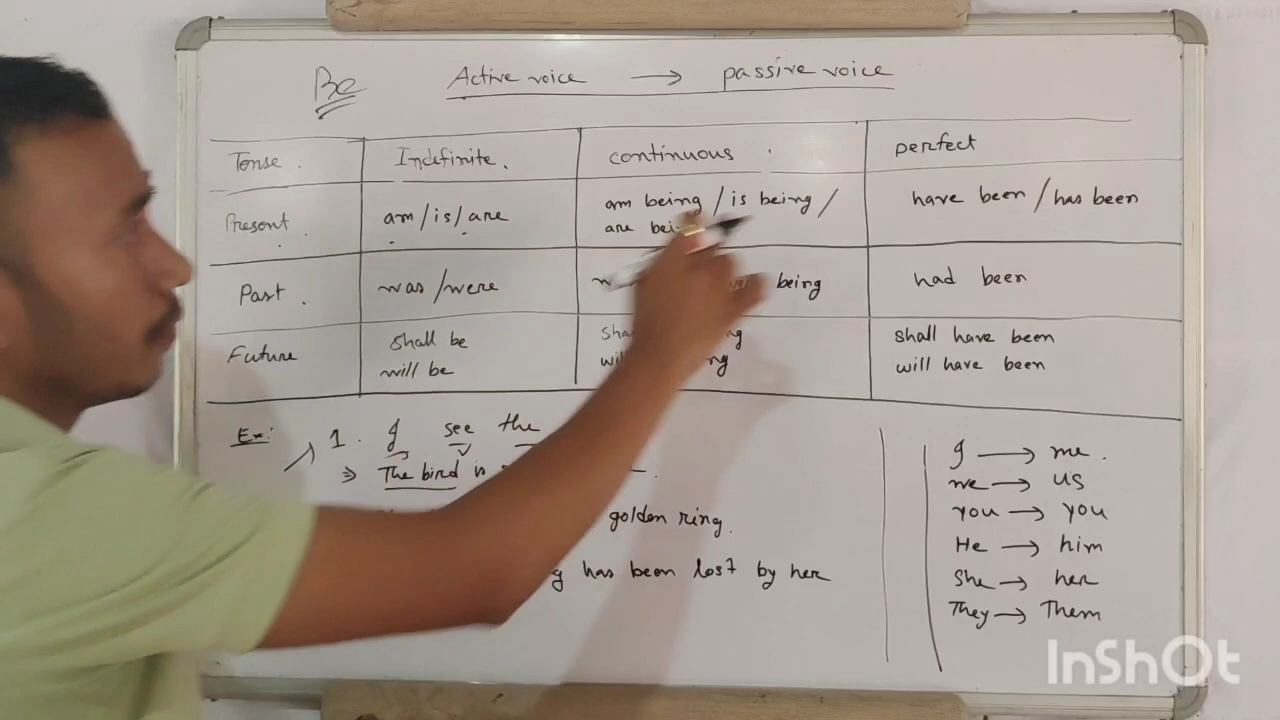 Be
Active voice → passive voice
Tense. Indefinite. continuous. perfect
Present. am/is/are am being / is being / have been / has been
are
Past. was/were being had been
Future shall be shall have been
will be will have been
Ex: 1. I see the
⇒ The bird is
golden ring.
has been lost by her
I → me.
we → us
you → you
He → him
She → her
They → Them
InShOt